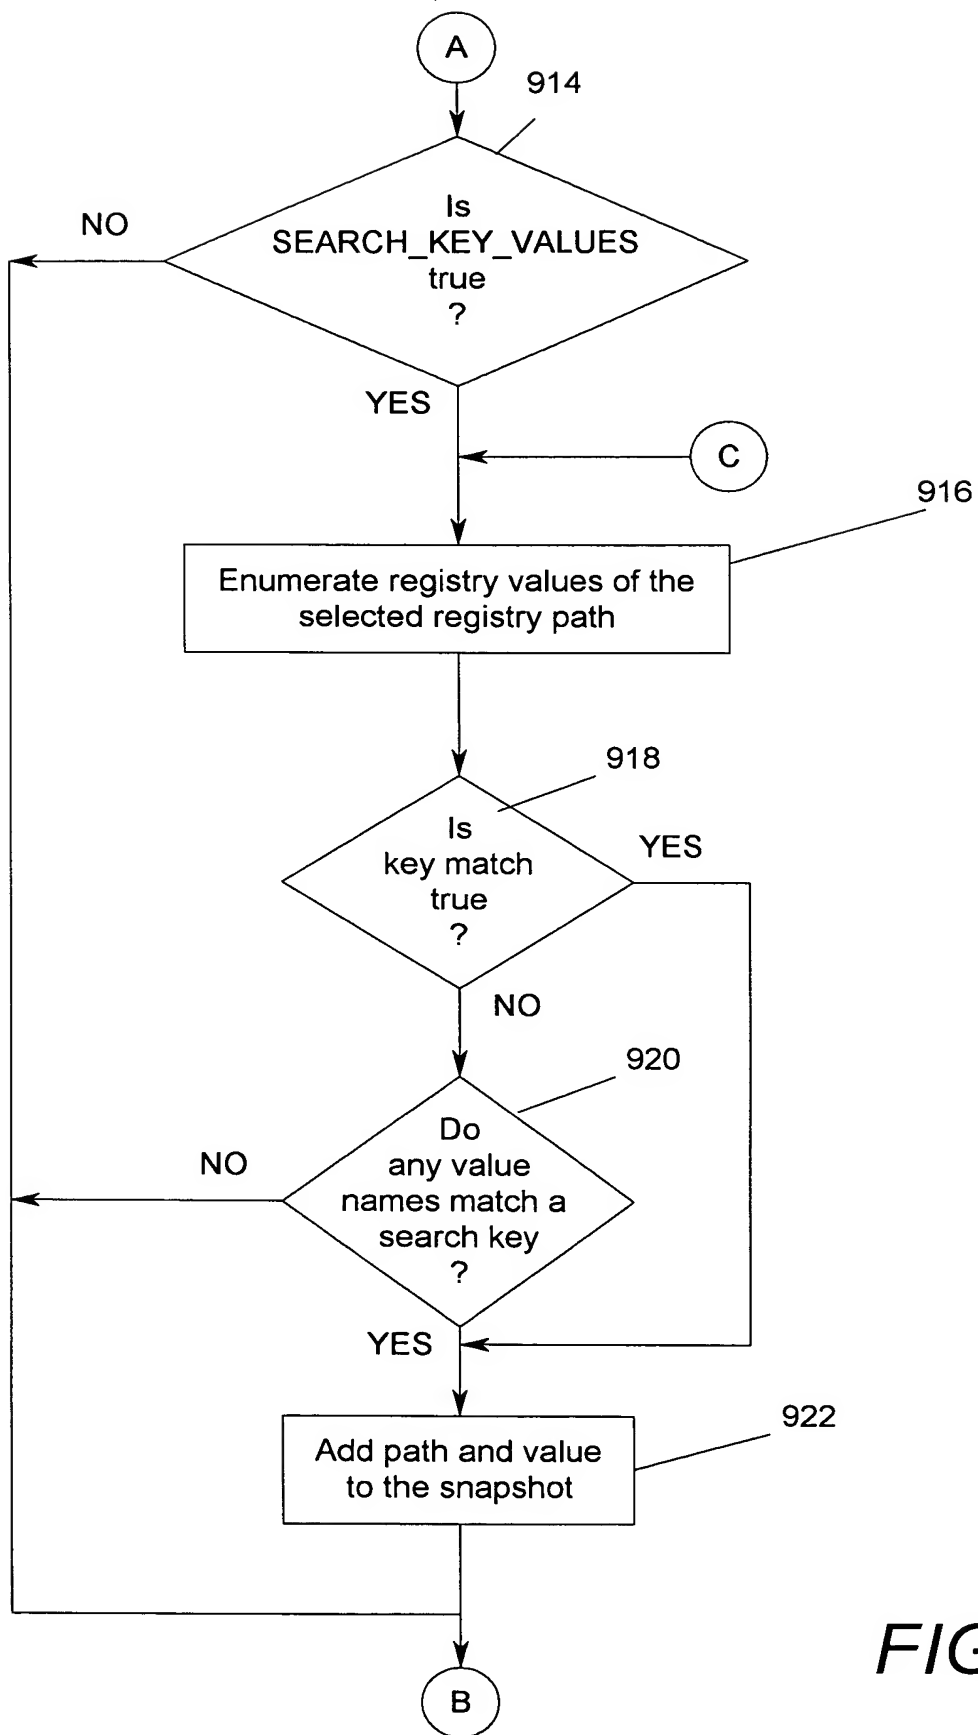 A
914
Is
SEARCH_KEY_VALUES
true
?
NO
YES
C
916
Enumerate registry values of the
selected registry path
918
Is
key match
true
?
YES
NO
920
Do
any value
names match a
search key
?
NO
YES
922
Add path and value
to the snapshot
B
FIG